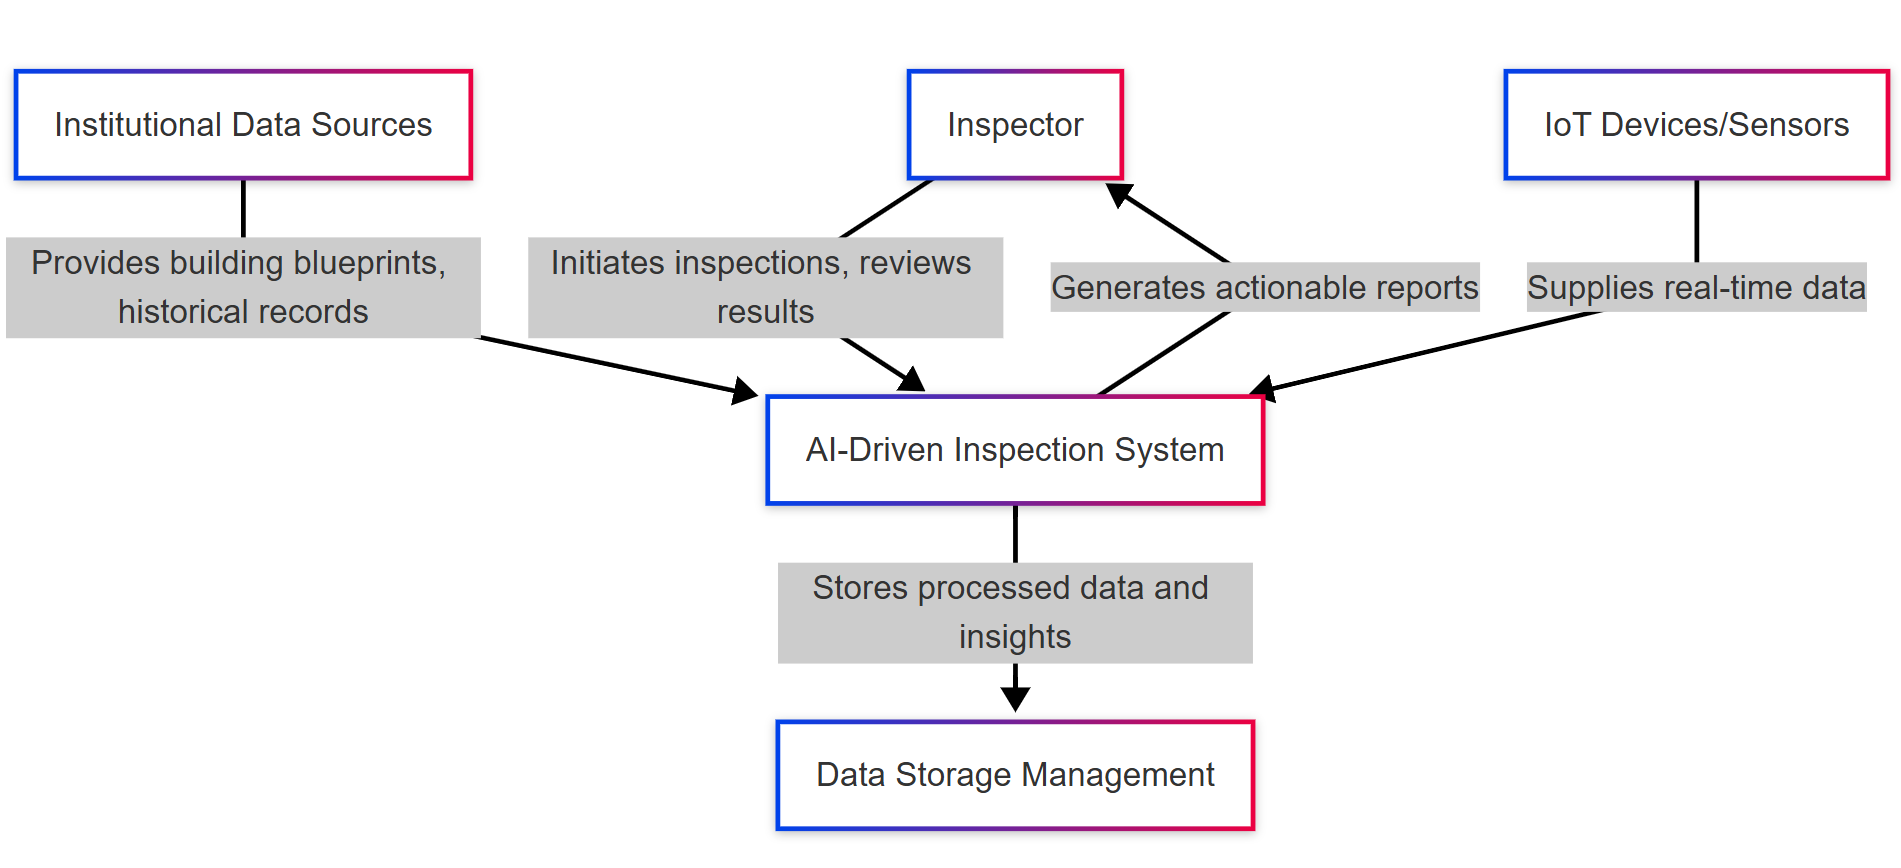 Institutional Data Sources
Inspector
IoT Devices/Sensors
Provides building blueprints,
historical records
Initiates inspections, reviews
results
Generates actionable reports
Supplies real-time data
AI-Driven Inspection System
Stores processed data and
insights
Data Storage Management